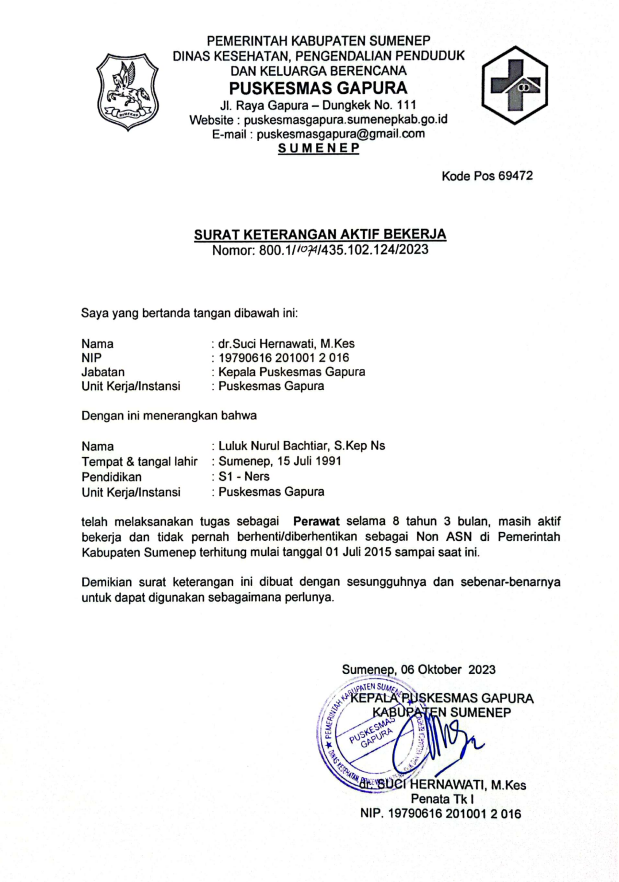 PEMERINTAH KABUPATEN SUMENEP
DINAS KESEHATAN, PENGENDALIAN PENDUDUK
DAN KELUARGA BERENCANA
PUSKESMAS GAPURA
Jl. Raya Gapura – Dungkek No. 111
Website : puskesmasgapura.sumenepkab.go.id
E-mail : puskesmasgapura@gmail.com
S U M E N E P
Kode Pos 69472
SURAT KETERANGAN AKTIF BEKERJA
Nomor: 800.1/1071/435.102.124/2023
Saya yang bertanda tangan dibawah ini:
Nama : dr.Suci Hernawati, M.Kes
NIP : 19790616 201001 2 016
Jabatan : Kepala Puskesmas Gapura
Unit Kerja/Instansi : Puskesmas Gapura
Dengan ini menerangkan bahwa
Nama : Luluk Nurul Bachtiar, S.Kep Ns
Tempat & tangal lahir : Sumenep, 15 Juli 1991
Pendidikan : S1 - Ners
Unit Kerja/Instansi : Puskesmas Gapura
telah melaksanakan tugas sebagai Perawat selama 8 tahun 3 bulan, masih aktif
bekerja dan tidak pernah berhenti/diberhentikan sebagai Non ASN di Pemerintah
Kabupaten Sumenep terhitung mulai tanggal 01 Juli 2015 sampai saat ini.
Demikian surat keterangan ini dibuat dengan sesungguhnya dan sebenar-benarnya
untuk dapat digunakan sebagaimana perlunya.
Sumenep, 06 Oktober 2023
KEPALA PUSKESMAS GAPURA
KABUPATEN SUMENEP
PEMERINTAH KABUPATEN SUMENEP
PUSKESMAS
GAPURA
DINAS KESEHATAN
dr. SUCI HERNAWATI, M.Kes
Penata Tk I
NIP. 19790616 201001 2 016